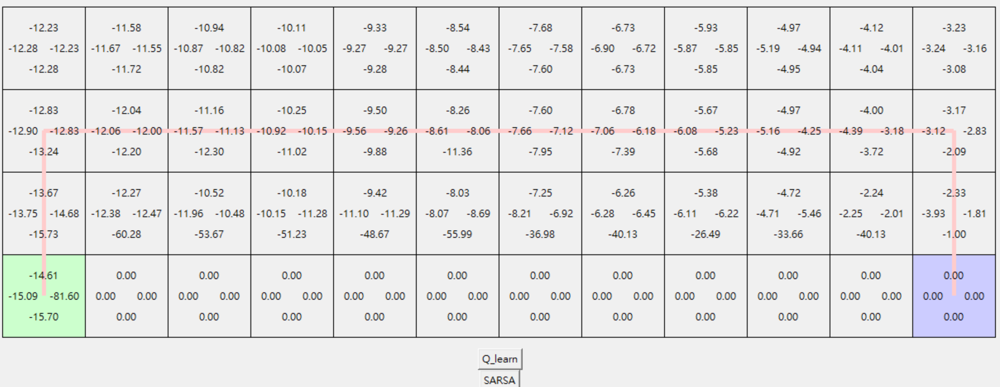 -12.23 -11.58 -10.94 -10.11 -9.33 -8.54 -7.68 -6.73 -5.93 -4.97 -4.12 -3.23
-12.28 -12.23 -11.67 -11.55 -10.87 -10.82 -10.08 -10.05 -9.27 -9.27 -8.50 -8.43 -7.65 -7.58 -6.90 -6.72 -5.87 -5.85 -5.19 -4.94 -4.11 -4.01 -3.24 -3.16
-12.28 -11.72 -10.82 -10.07 -9.28 -8.44 -7.60 -6.73 -5.85 -4.95 -4.04 -3.08
-12.83 -12.04 -11.16 -10.25 -9.50 -8.26 -7.60 -6.78 -5.67 -4.97 -4.00 -3.17
-12.90 -12.83 -12.06 -12.00 -11.57 -11.13 -10.92 -10.15 -9.56 -9.26 -8.61 -8.06 -7.66 -7.12 -7.06 -6.18 -6.08 -5.23 -5.16 -4.25 -4.39 -3.18 -3.12 -2.83
-13.24 -12.20 -12.30 -11.02 -9.88 -11.36 -7.95 -7.39 -5.68 -4.92 -3.72 -2.09
-13.67 -12.27 -10.52 -10.18 -9.42 -8.03 -7.25 -6.26 -5.38 -4.72 -2.24 -2.33
-13.75 -14.68 -12.38 -12.47 -11.96 -10.48 -10.15 -11.28 -11.10 -11.29 -8.07 -8.69 -8.21 -6.92 -6.28 -6.45 -6.11 -6.22 -4.71 -5.46 -2.25 -2.01 -3.93 -1.81
-15.73 -60.28 -53.67 -51.23 -48.67 -55.99 -36.98 -40.13 -26.49 -33.66 -40.13 -1.00
-14.61 0.00 0.00 0.00 0.00 0.00 0.00 0.00 0.00 0.00 0.00 0.00
-15.09 -81.60 0.00 0.00 0.00 0.00 0.00 0.00 0.00 0.00 0.00 0.00 0.00 0.00 0.00 0.00 0.00 0.00 0.00 0.00 0.00 0.00 0.00 0.00
-15.70 0.00 0.00 0.00 0.00 0.00 0.00 0.00 0.00 0.00 0.00 0.00
Q_learn
SARSA